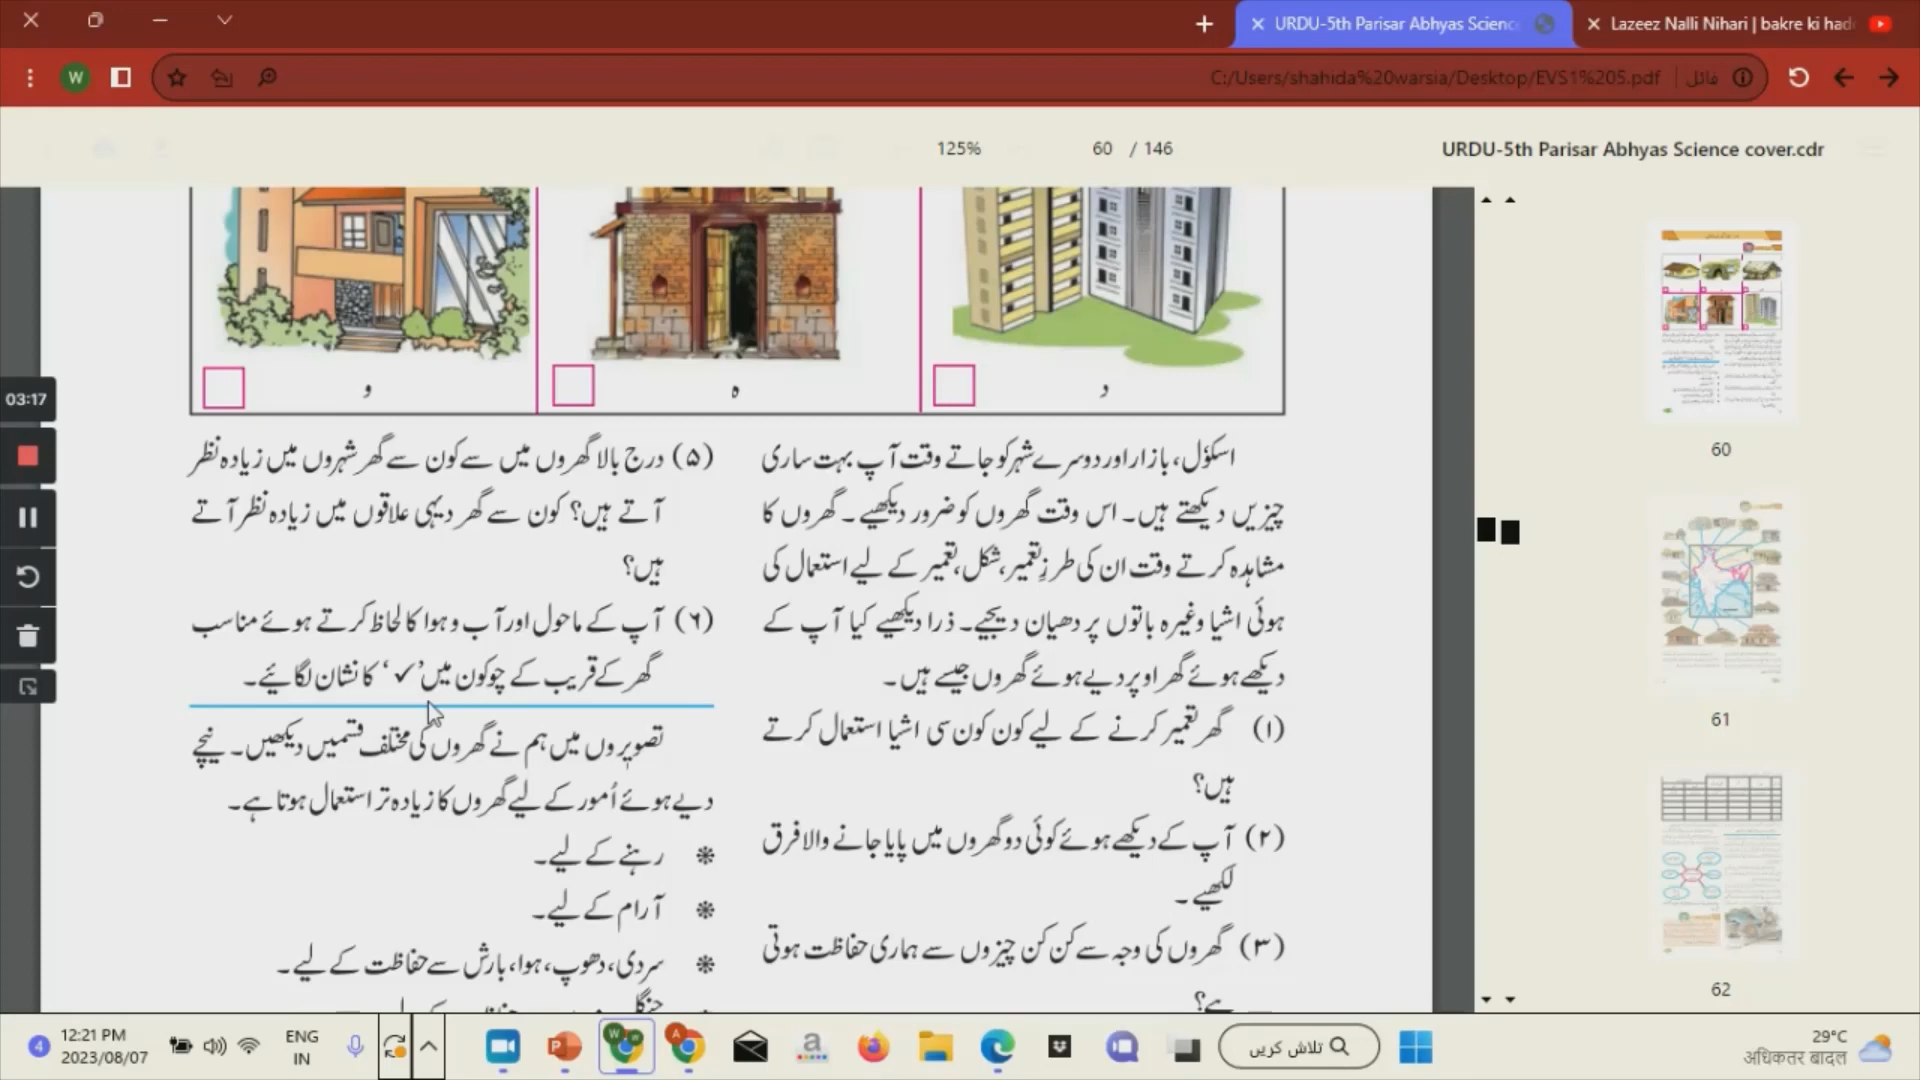 URDU-5th Parisar Abhyas Scienc
Lazeez Nalli Nihari | bakre ki had
W
C:/Users/shahida%20warsia/Desktop/EVS1%205.pdf
فائل
125%
60 / 146
URDU-5th Parisar Abhyas Science cover.cdr
د
ہ
و
اسکوٗل، بازار اور دوسرے شہر کو جاتے وقت آپ بہت ساری
چیزیں دیکھتے ہیں۔ اس وقت گھروں کو ضرور دیکھیے۔ گھروں کا
مشاہدہ کرتے وقت ان کی طرزِ تعمیر، شکل، تعمیر کے لیے استعمال کی
ہوئی اشیا وغیرہ باتوں پر دھیان دیجیے۔ ذرا دیکھیے کیا آپ کے
دیکھے ہوئے گھر اوپر دیے ہوئے گھروں جیسے ہیں۔
(۱) گھر تعمیر کرنے کے لیے کون کون سی اشیا استعمال کرتے
ہیں؟
(۲) آپ کے دیکھے ہوئے کوئی دو گھروں میں پایا جانے والا فرق
لکھیے۔
(۳) گھروں کی وجہ سے کن کن چیزوں سے ہماری حفاظت ہوتی
ہے؟
(۵) درج بالا گھروں میں سے کون سے گھر شہروں میں زیادہ نظر
آتے ہیں؟ کون سے گھر دیہی علاقوں میں زیادہ نظر آتے
ہیں؟
(۶) آپ کے ماحول اور آب و ہوا کا لحاظ کرتے ہوئے مناسب
گھر کے قریب کے چوکون میں '✓' کا نشان لگائیے۔
تصویروں میں ہم نے گھروں کی مختلف قسمیں دیکھیں۔ نیچے
دیے ہوئے اُمور کے لیے گھروں کا زیادہ تر استعمال ہوتا ہے۔
❋ رہنے کے لیے۔
❋ آرام کے لیے۔
❋ سردی، دھوپ، ہوا، بارش سے حفاظت کے لیے۔
60
61
62
03:17
4
12:21 PM
2023/08/07
ENG
IN
تلاش کریں
29°C
अधिकतर बादल